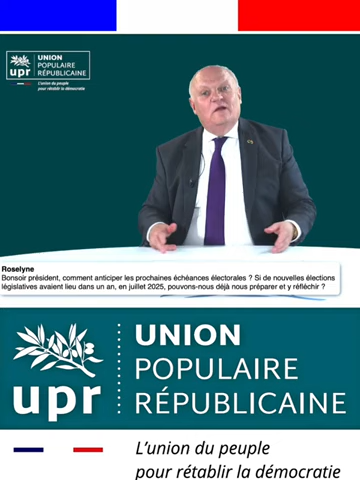 UNION
POPULAIRE
RÉPUBLICAINE
upr
L'union du peuple
pour rétablir la démocratie
Roselyne
Bonsoir président, comment anticiper les prochaines échéances électorales ? Si de nouvelles élections
législatives avaient lieu dans un an, en juillet 2025, pouvons-nous déjà nous préparer et y réfléchir ?
UNION
POPULAIRE
RÉPUBLICAINE
upr
L'union du peuple
pour rétablir la démocratie